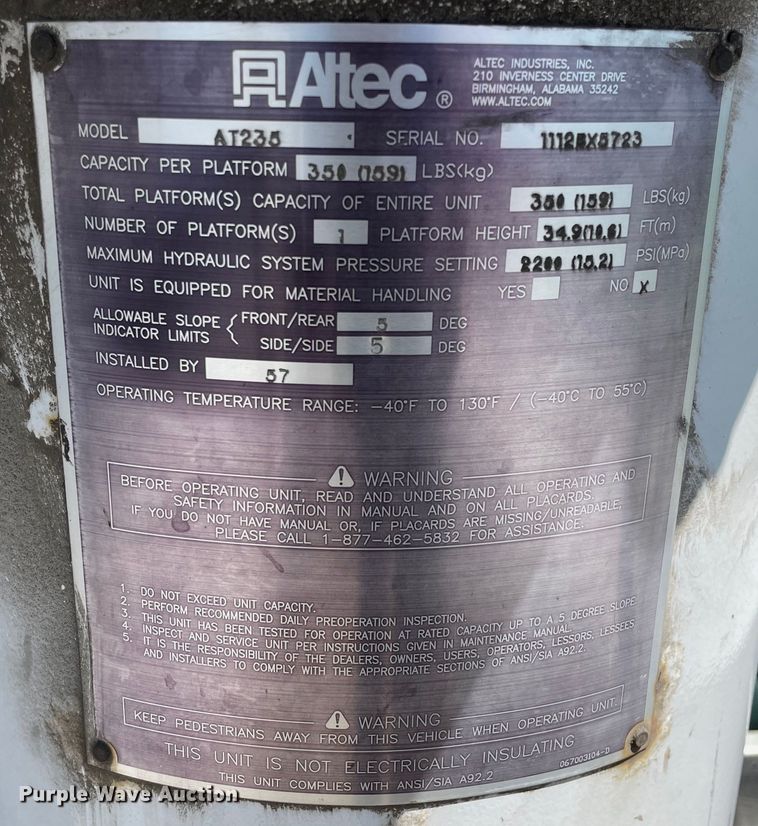 Altec ®
ALTEC INDUSTRIES, INC.
210 INVERNESS CENTER DRIVE
BIRMINGHAM, ALABAMA 35242
WWW.ALTEC.COM
MODEL AT235 SERIAL NO.
CAPACITY PER PLATFORM 350 (159) LBS(kg)
TOTAL PLATFORM(S) CAPACITY OF ENTIRE UNIT 350 (159) LBS(kg)
NUMBER OF PLATFORM(S) 1 PLATFORM HEIGHT 34.9(10.6) FT(m)
MAXIMUM HYDRAULIC SYSTEM PRESSURE SETTING 2200 (15.2) PSI(MPa)
UNIT IS EQUIPPED FOR MATERIAL HANDLING YES NO X
ALLOWABLE SLOPE INDICATOR LIMITS { FRONT/REAR 5 DEG
SIDE/SIDE 5 DEG
INSTALLED BY 57
OPERATING TEMPERATURE RANGE: -40°F TO 130°F / (-40°C TO 55°C)
⚠ WARNING
BEFORE OPERATING UNIT, READ AND UNDERSTAND ALL OPERATING AND
SAFETY INFORMATION IN MANUAL AND ON ALL PLACARDS.
IF YOU DO NOT HAVE MANUAL OR, IF PLACARDS ARE MISSING/UNREADABLE,
PLEASE CALL 1-877-462-5832 FOR ASSISTANCE.
1. DO NOT EXCEED UNIT CAPACITY.
2. PERFORM RECOMMENDED DAILY PREOPERATION INSPECTION.
3. THIS UNIT HAS BEEN TESTED FOR OPERATION AT RATED CAPACITY UP TO A 5 DEGREE SLOPE
4. INSPECT AND SERVICE UNIT PER INSTRUCTIONS GIVEN IN MAINTENANCE MANUAL.
5. IT IS THE RESPONSIBILITY OF THE DEALERS, OWNERS, USERS, OPERATORS, LESSORS, LESSEES
AND INSTALLERS TO COMPLY WITH THE APPROPRIATE SECTIONS OF ANSI/SIA A92.2.
⚠ WARNING
KEEP PEDESTRIANS AWAY FROM THIS VEHICLE WHEN OPERATING UNIT.
THIS UNIT IS NOT ELECTRICALLY INSULATING
067003104-D
THIS UNIT COMPLIES WITH ANSI/SIA A92.2
Purple Wave Auction